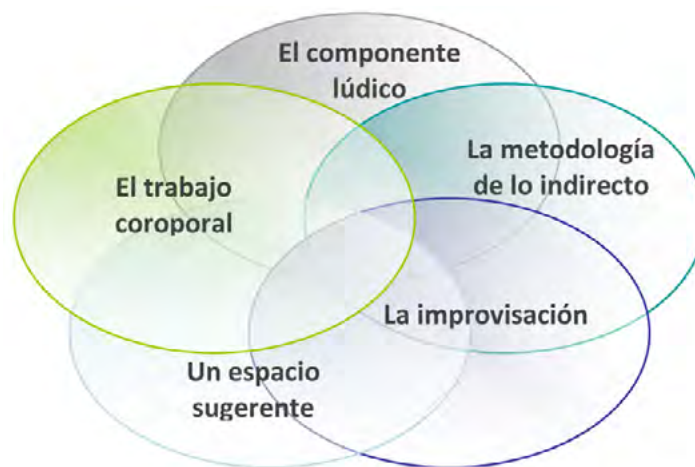 El componente
lúdico
La metodología
de lo indirecto
El trabajo
coroporal
La improvisación
Un espacio
sugerente